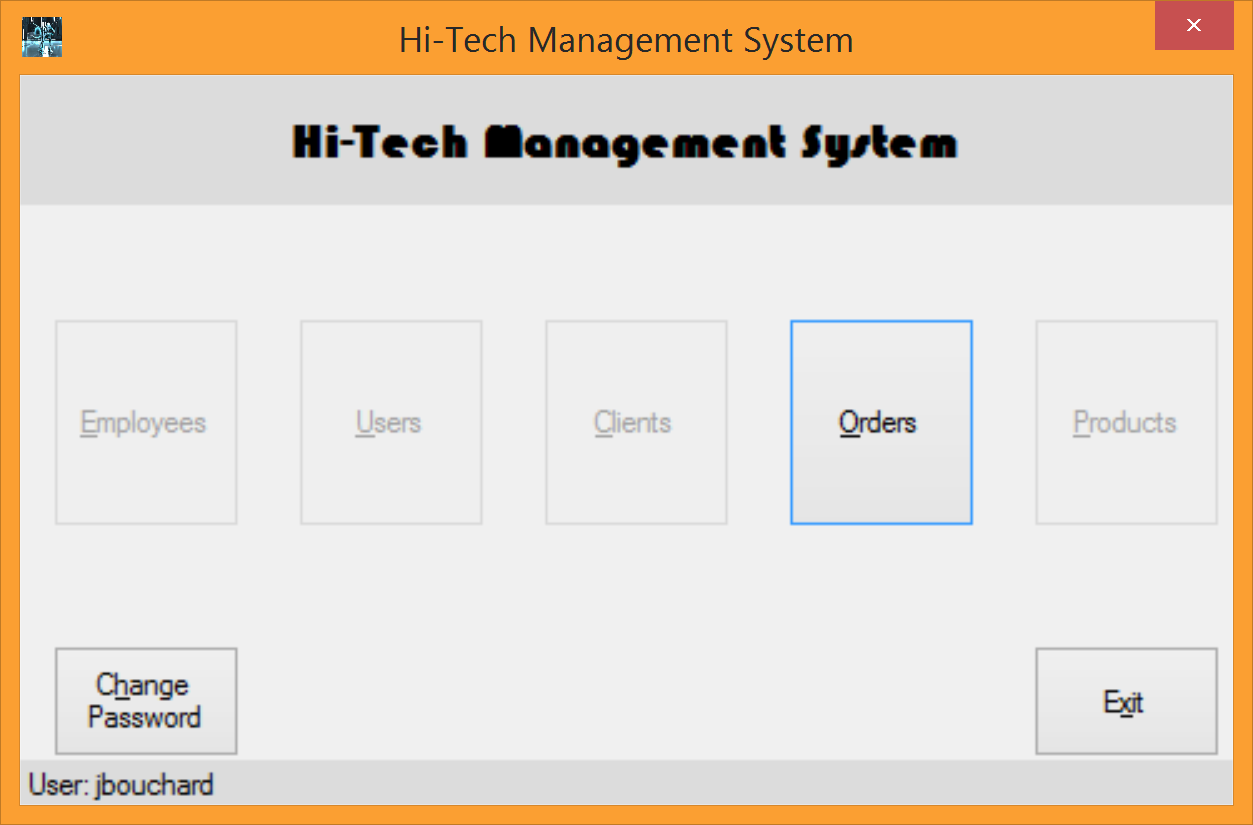 Hi-Tech Management System
Hi-Tech Management System
Employees
Users
Clients
Orders
Products
Change
Password
Exit
User: jbouchard